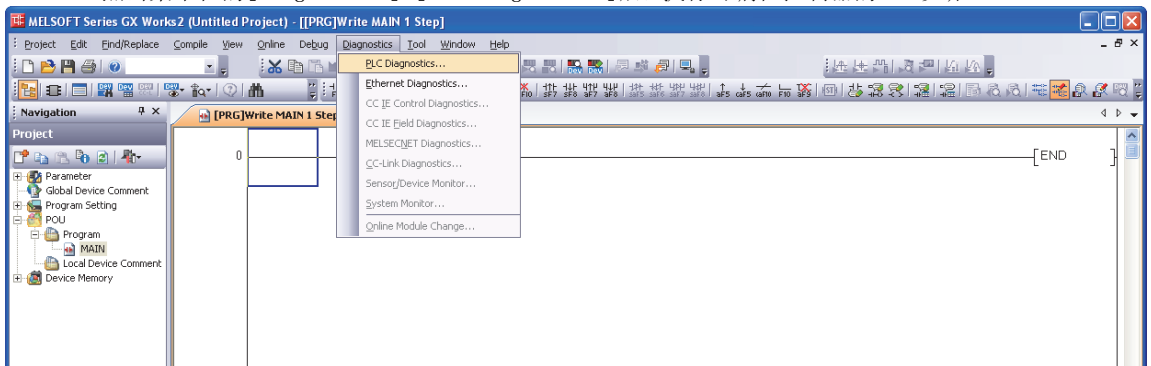 MELSOFT Series GX Works2 (Untitled Project) - [[PRG]Write MAIN 1 Step]
Project Edit Find/Replace Compile View Online Debug Diagnostics Tool Window Help
PLC Diagnostics...
Ethernet Diagnostics...
CC IE Control Diagnostics...
CC IE Field Diagnostics...
MELSECNET Diagnostics...
CC-Link Diagnostics...
Sensor/Device Monitor...
System Monitor...
Online Module Change...
Navigation
[PRG]Write MAIN 1 Step
Project
Parameter
Global Device Comment
Program Setting
POU
Program
MAIN
Local Device Comment
Device Memory
0
END